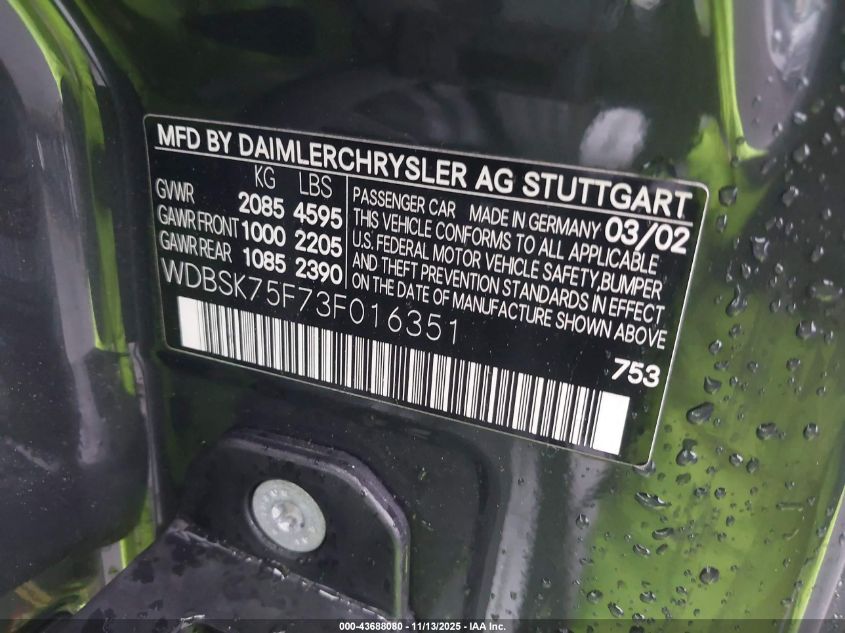 MFD BY DAIMLERCHRYSLER AG STUTTGART
KG LBS
GVWR 2085 4595
GAWR FRONT 1000 2205
GAWR REAR 1085 2390
WDBSK75F73F016351
PASSENGER CAR MADE IN GERMANY 03/02
THIS VEHICLE CONFORMS TO ALL APPLICABLE
U.S. FEDERAL MOTOR VEHICLE SAFETY, BUMPER
AND THEFT PREVENTION STANDARDS IN EFFECT
ON THE DATE OF MANUFACTURE SHOWN ABOVE
753
000-43688080 - 11/13/2025 - IAA Inc.